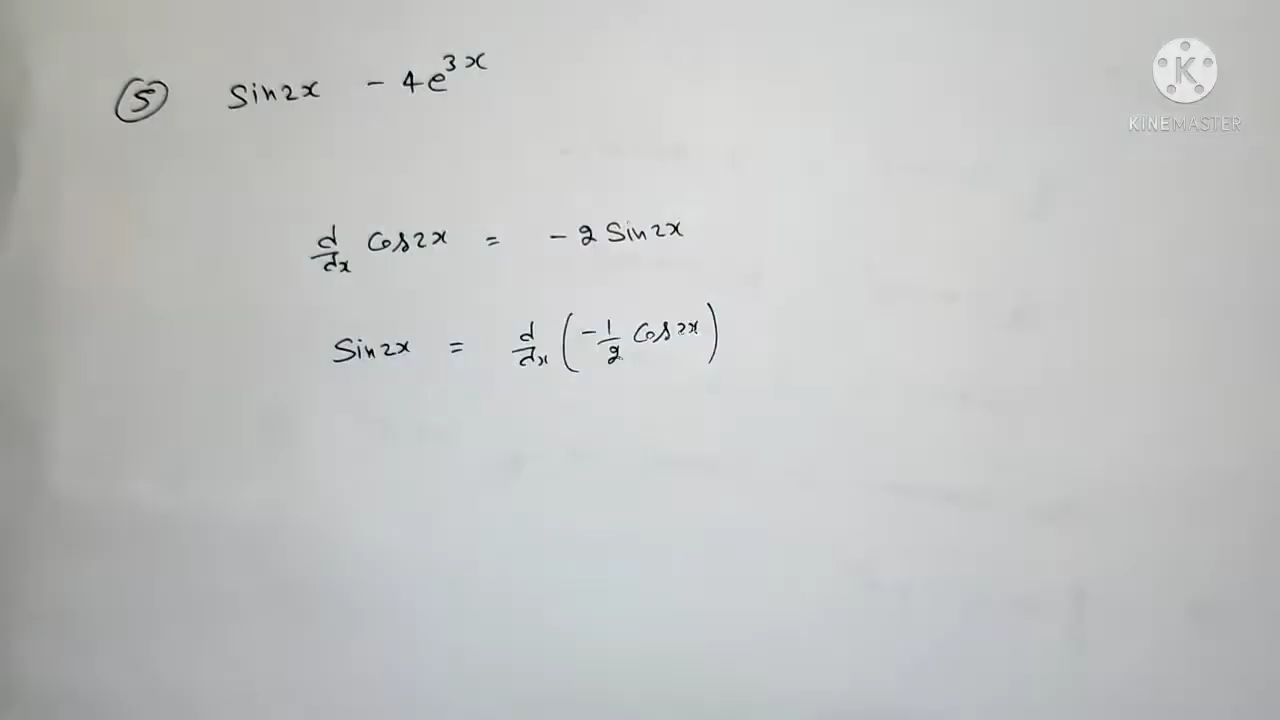 ⑤ Sin2x - 4e^{3x}
K
KINEMASTER
d/dx Cos2x = -2 Sin2x
Sin2x = d/dx (-1/2 Cos2x)